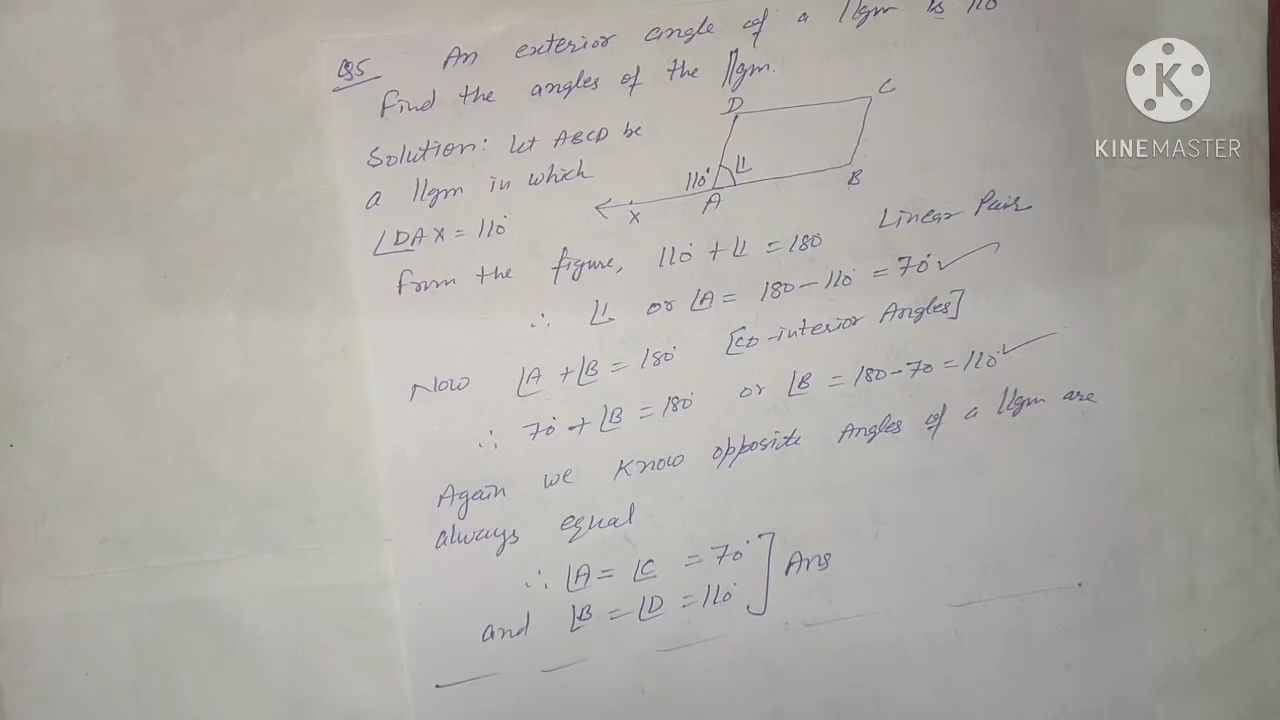 Q5 An exterior angle of a ||gm is 110
Find the angles of the ||gm.
Solution: Let ABCD be
a ||gm in which
∠DAX = 110°
D
C
110°
∠1
X
A
B
From the figure, 110° + ∠1 = 180° Linear Pair
∴ ∠1 or ∠A = 180 - 110° = 70° ✓
Now ∠A + ∠B = 180° [co-interior Angles]
∴ 70° + ∠B = 180° or ∠B = 180 - 70 = 110° ✓
Again we know opposite Angles of a ||gm are
always equal
∴ ∠A = ∠C = 70° ] Ans
and ∠B = ∠D = 110°
K
KINEMASTER